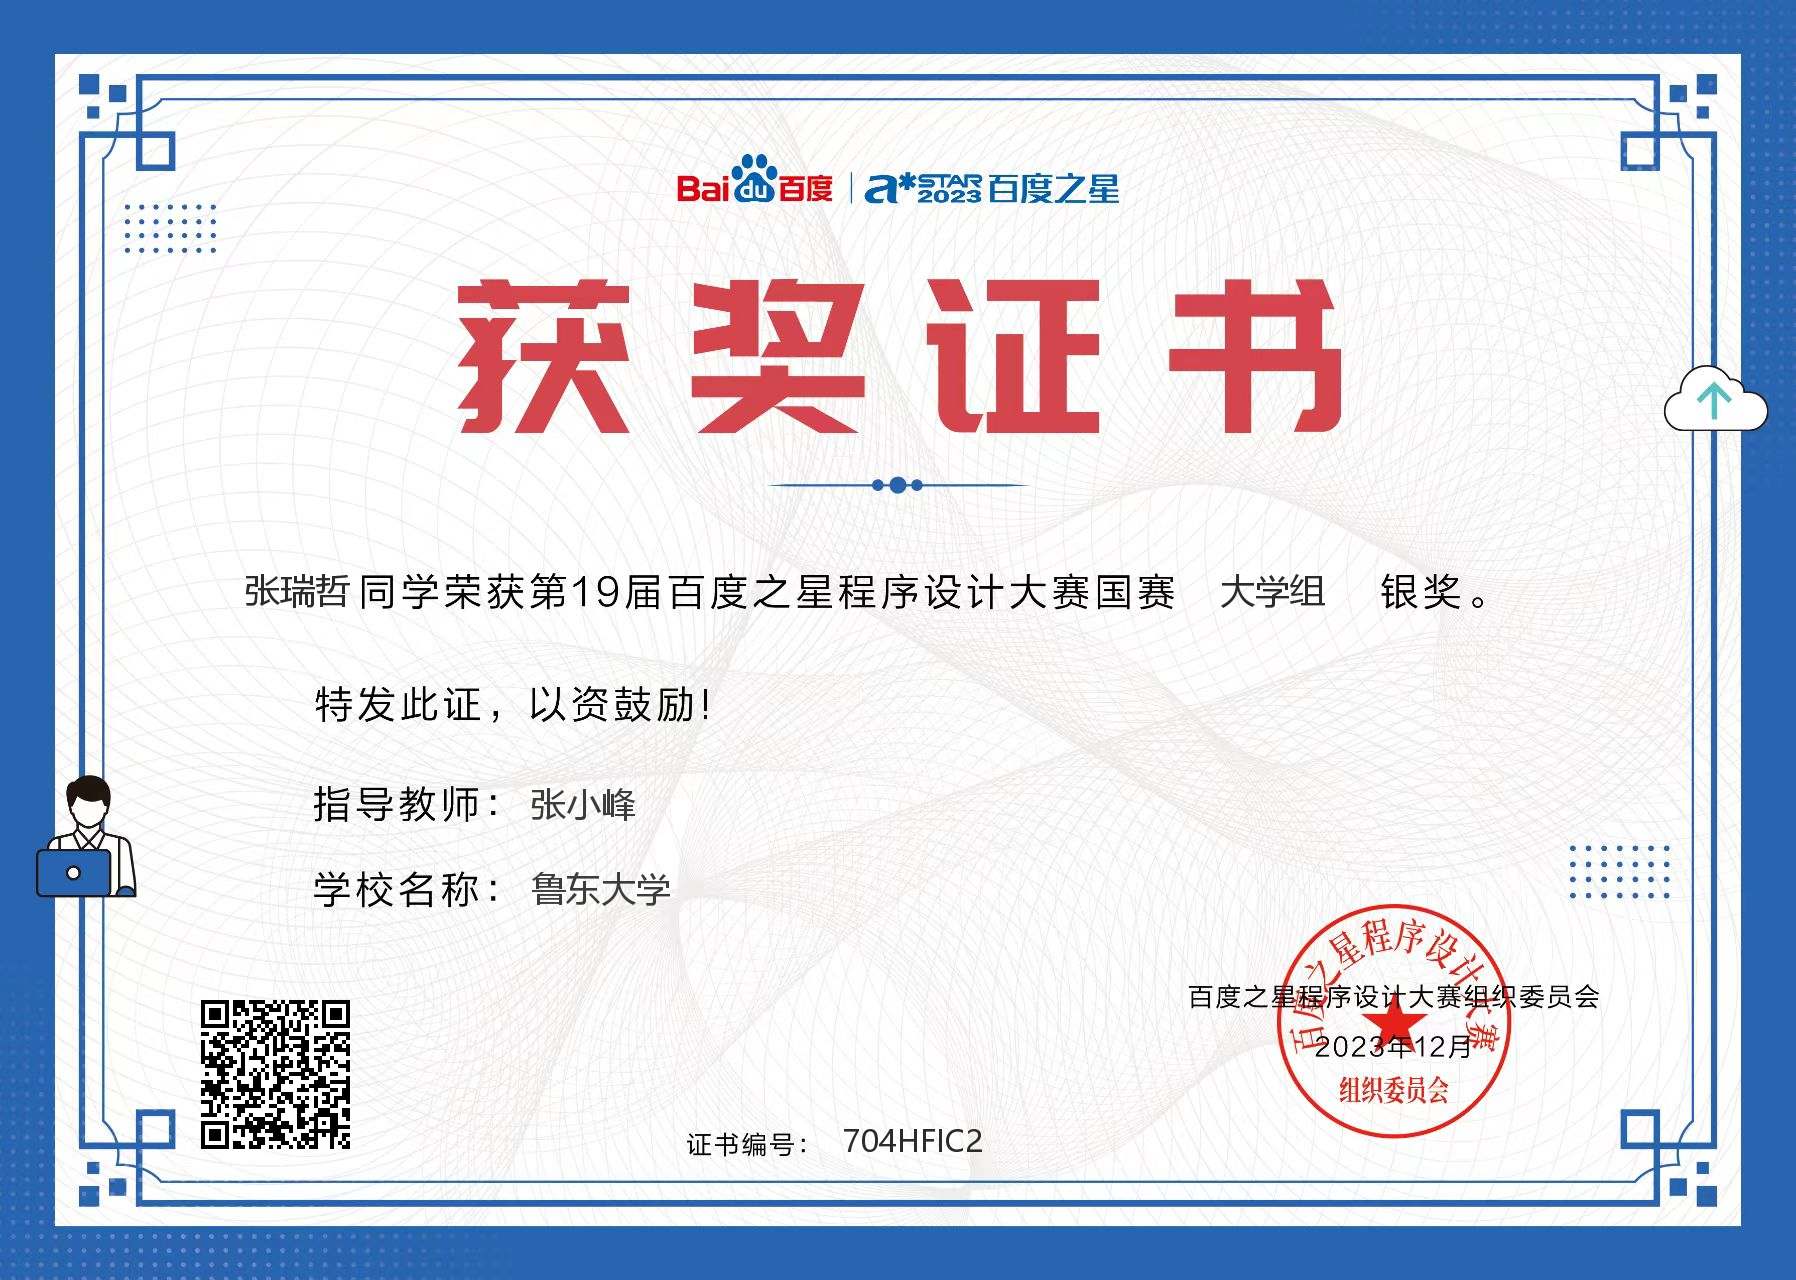 Bai du 百度 | a*STAR 2023 百度之星
获奖证书
张瑞哲 同学荣获第19届百度之星程序设计大赛国赛 大学组 银奖。
特发此证，以资鼓励！
指导教师： 张小峰
学校名称： 鲁东大学
百度之星程序设计大赛组织委员会
2023年12月
百度之星程序设计大赛
组织委员会
证书编号： 704HFIC2